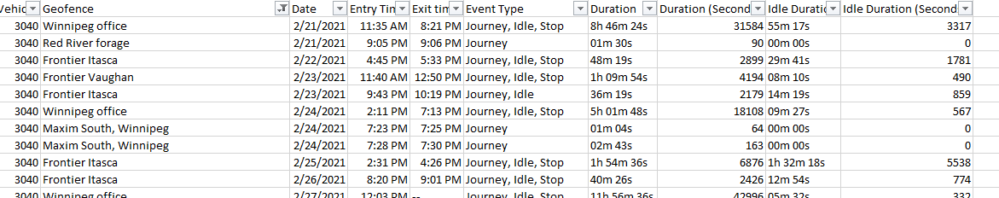 Vehic Geofence Date Entry Tim Exit tim Event Type Duration Duration (Second Idle Duratio Idle Duration (Second
3040 Winnipeg office 2/21/2021 11:35 AM 8:21 PM Journey, Idle, Stop 8h 46m 24s 31584 55m 17s 3317
3040 Red River forage 2/21/2021 9:05 PM 9:06 PM Journey 01m 30s 90 00m 00s 0
3040 Frontier Itasca 2/22/2021 4:45 PM 5:33 PM Journey, Idle, Stop 48m 19s 2899 29m 41s 1781
3040 Frontier Vaughan 2/23/2021 11:40 AM 12:50 PM Journey, Idle, Stop 1h 09m 54s 4194 08m 10s 490
3040 Frontier Itasca 2/23/2021 9:43 PM 10:19 PM Journey, Idle 36m 19s 2179 14m 19s 859
3040 Winnipeg office 2/24/2021 2:11 PM 7:13 PM Journey, Idle, Stop 5h 01m 48s 18108 09m 27s 567
3040 Maxim South, Winnipeg 2/24/2021 7:23 PM 7:25 PM Journey 01m 04s 64 00m 00s 0
3040 Maxim South, Winnipeg 2/24/2021 7:28 PM 7:30 PM Journey 02m 43s 163 00m 00s 0
3040 Frontier Itasca 2/25/2021 2:31 PM 4:26 PM Journey, Idle, Stop 1h 54m 36s 6876 1h 32m 18s 5538
3040 Frontier Itasca 2/26/2021 8:20 PM 9:01 PM Journey, Idle, Stop 40m 26s 2426 12m 54s 774
3040 Winnipeg office 2/27/2021 12:03 PM -- Journey, Idle, Stop 11h 56m 36s 42996 05m 32s 332